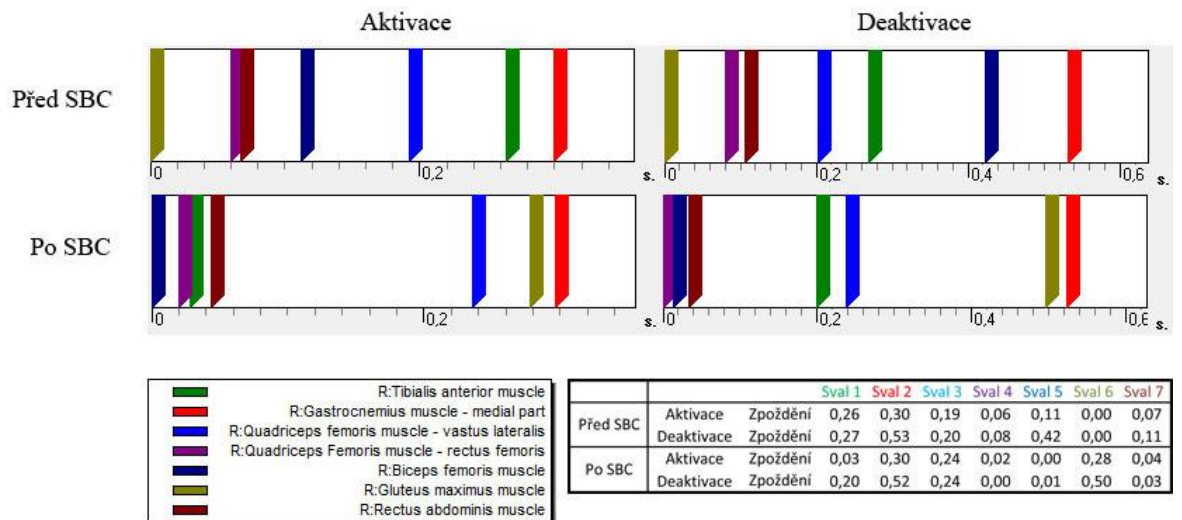 Aktivace Deaktivace
Před SBC
0 0,2 s. 0 0,2 0,4 0,6 s.
Po SBC
0 0,2 s. 0 0,2 0,4 0,6 s.
R:Tibialis anterior muscle
R:Gastrocnemius muscle - medial part
R:Quadriceps femoris muscle - vastus lateralis
R:Quadriceps Femoris muscle - rectus femoris
R:Biceps femoris muscle
R:Gluteus maximus muscle
R:Rectus abdominis muscle
Sval 1 Sval 2 Sval 3 Sval 4 Sval 5 Sval 6 Sval 7
Před SBC Aktivace Zpoždění 0,26 0,30 0,19 0,06 0,11 0,00 0,07
Deaktivace Zpoždění 0,27 0,53 0,20 0,08 0,42 0,00 0,11
Po SBC Aktivace Zpoždění 0,03 0,30 0,24 0,02 0,00 0,28 0,04
Deaktivace Zpoždění 0,20 0,52 0,24 0,00 0,01 0,50 0,03